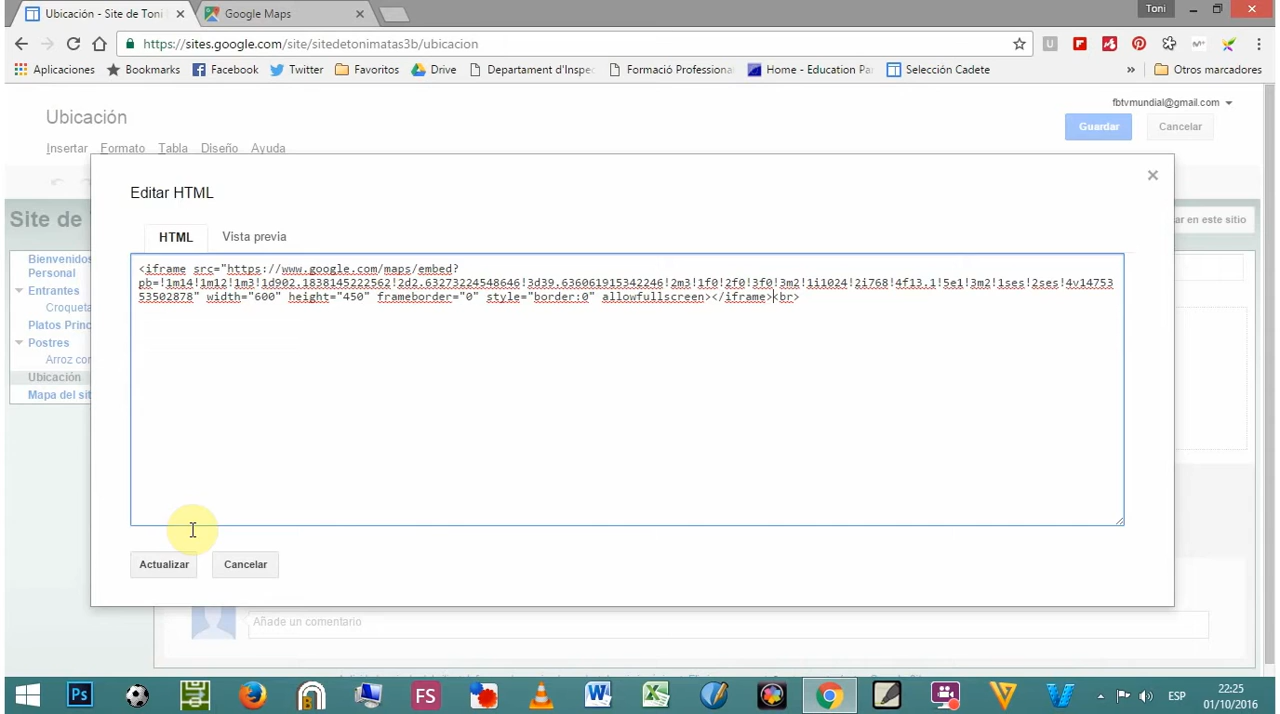 Ubicación - Site de Toni
Google Maps
Toni
https://sites.google.com/site/sitedetonimatas3b/ubicacion
Aplicaciones
Bookmarks
Facebook
Twitter
Favoritos
Drive
Departament d'Inspe
Formació Professiona
Home - Education Pa
Selección Cadete
»
Otros marcadores
fbtvmundial@gmail.com
Ubicación
Guardar
Cancelar
Insertar Formato Tabla Diseño Ayuda
Editar HTML
Site de
ar en este sitio
HTML
Vista previa
Bienvenidos
Personal
Entrantes
Croqueta
Platos Princ
Postres
Arroz con
Ubicación
Mapa del sit
<iframe src="https://www.google.com/maps/embed?
pb=!1m14!1m12!1m3!1d902.1838145222562!2d2.63273224548646!3d39.636061915342246!2m3!1f0!2f0!3f0!3m2!1i1024!2i768!4f13.1!5e1!3m2!1ses!2ses!4v14753
53502878" width="600" height="450" frameborder="0" style="border:0" allowfullscreen></iframe><br>
Actualizar
Cancelar
Añade un comentario
Ps
FS
ESP
22:25
01/10/2016